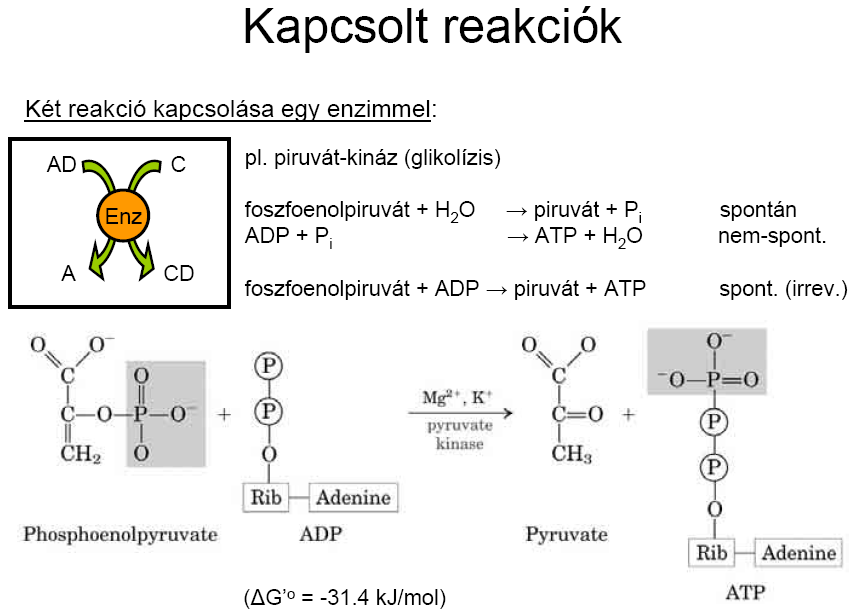 Kapcsolt reakciók
Két reakció kapcsolása egy enzimmel:
AD C
Enz
A CD
pl. piruvát-kináz (glikolízis)
foszfoenolpiruvát + H₂O → piruvát + Pᵢ spontán
ADP + Pᵢ → ATP + H₂O nem-spont.
foszfoenolpiruvát + ADP → piruvát + ATP spont. (irrev.)
O O⁻
C
C—O—P—O⁻
O
O
CH₂
Phosphoenolpyruvate
+
P
P
O
Rib—Adenine
ADP
Mg²⁺, K⁺
pyruvate
kinase
O O
C
C=O
CH₃
Pyruvate
+
O⁻
⁻O—P=O
P
P
O
Rib—Adenine
ATP
(ΔG'º = -31.4 kJ/mol)